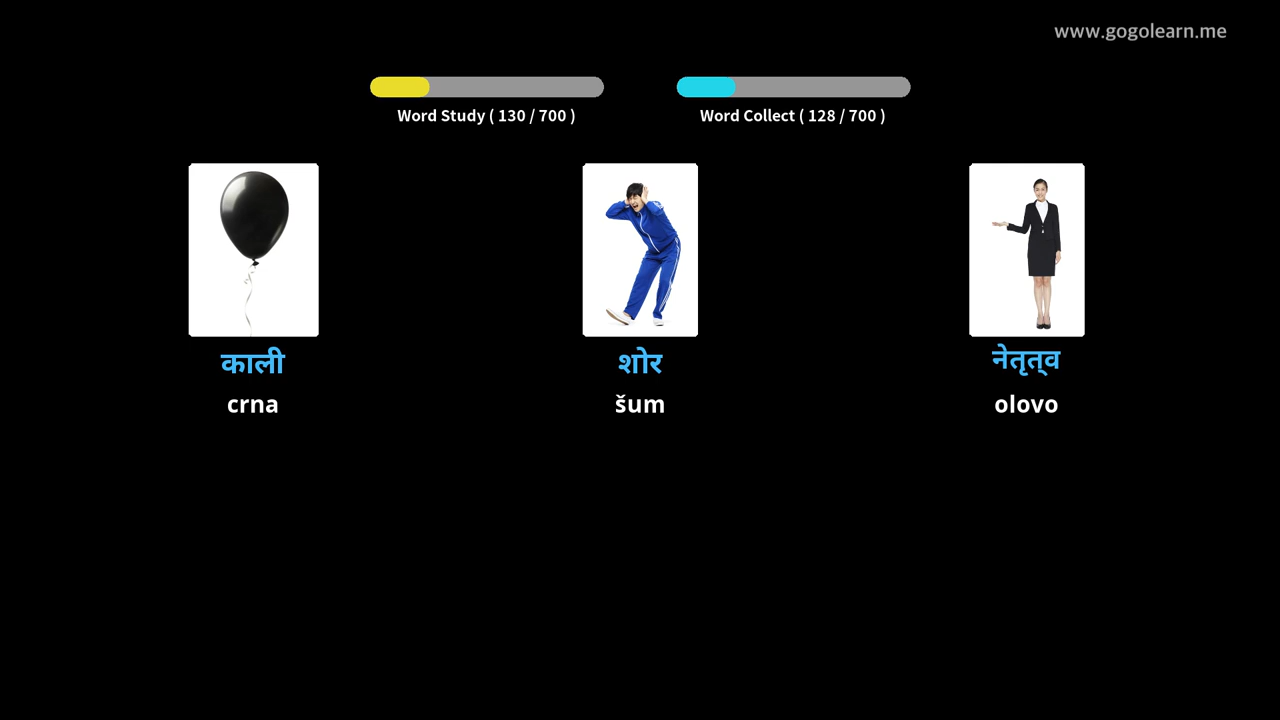 www.gogolearn.me
Word Study ( 130 / 700 ) Word Collect ( 128 / 700 )
काली शोर नेतृत्व
crna šum olovo